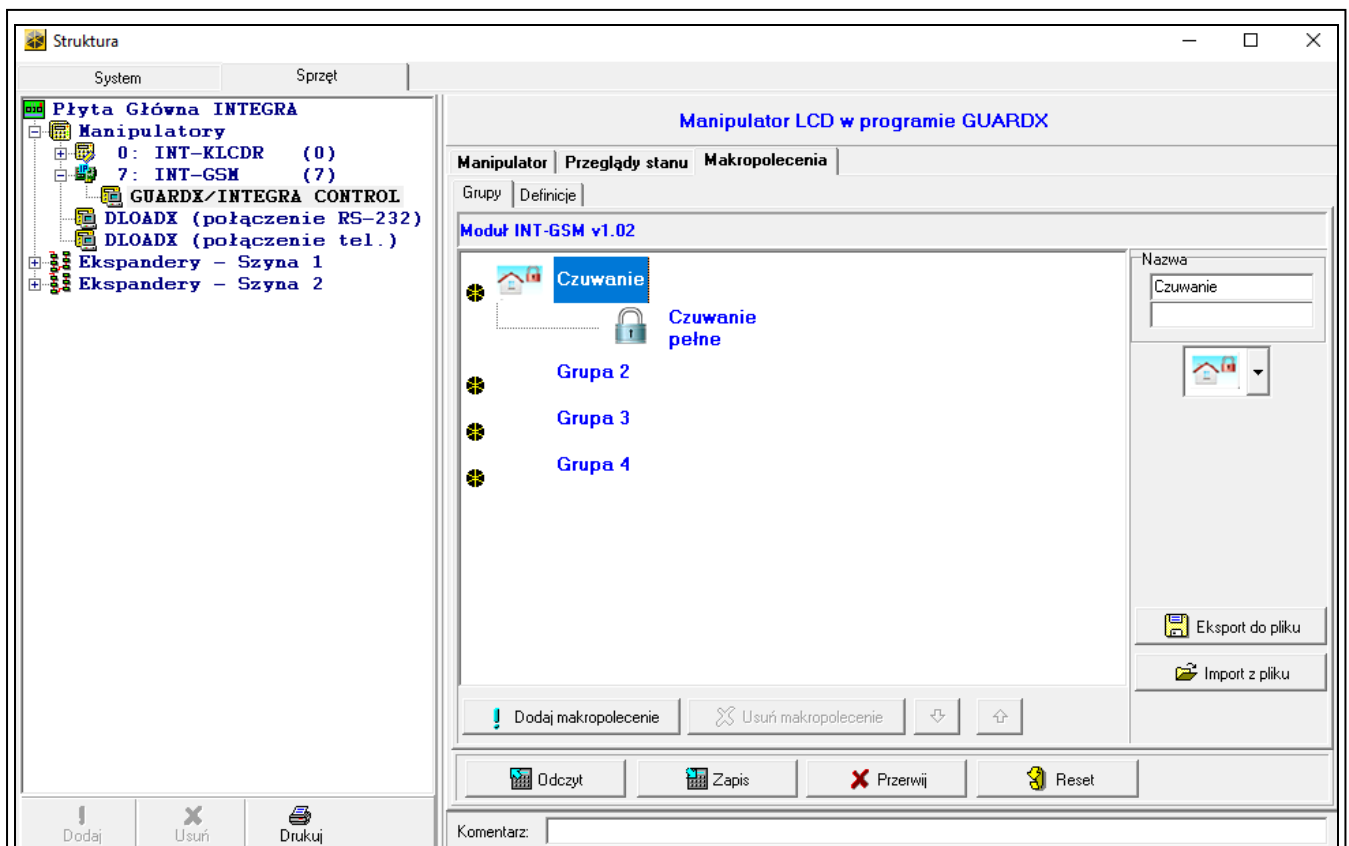 Struktura
System Sprzęt
Płyta Główna INTEGRA
Manipulatory
0: INT-KLCDR (0)
7: INT-GSM (7)
GUARDX/INTEGRA CONTROL
DLOADX (połączenie RS-232)
DLOADX (połączenie tel.)
Ekspandery - Szyna 1
Ekspandery - Szyna 2
Dodaj Usuń Drukuj
Manipulator LCD w programie GUARDX
Manipulator Przeglądy stanu Makropolecenia
Grupy Definicje
Moduł INT-GSM v1.02
Czuwanie
Czuwanie
pełne
Grupa 2
Grupa 3
Grupa 4
Nazwa
Czuwanie
Eksport do pliku
Import z pliku
Dodaj makropolecenie Usuń makropolecenie
Odczyt Zapis Przerwij Reset
Komentarz: